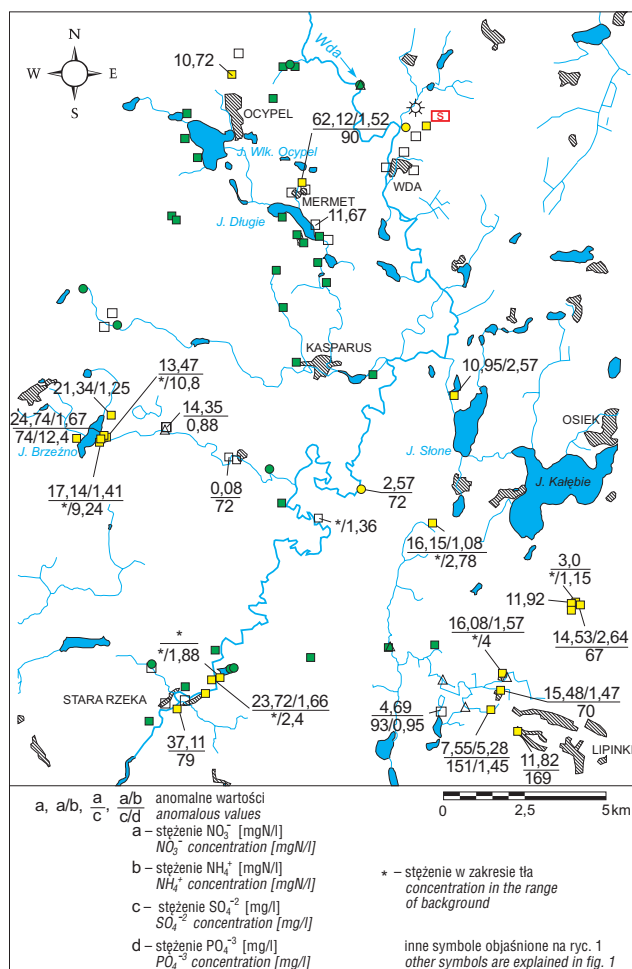 N
W E
S
10,72
Wda
OCYPEL
62,12/1,52
90
S
J. Wlk. Ocypel
WDA
MERMET
J. Długie
11,67
KASPARUS
13,47
*/10,8
10,95/2,57
21,34/1,25
14,35
0,88
24,74/1,67
74/12,4
OSIEK
J. Brzeźno
J. Słone
J. Kałębie
17,14/1,41
*/9,24
0,08
72
2,57
72
*/1,36
16,15/1,08
*/2,78
3,0
*/1,15
11,92
16,08/1,57
*/4
14,53/2,64
67
*
*/1,88
STARA RZEKA
23,72/1,66
*/2,4
15,48/1,47
70
4,69
93/0,95
37,11
79
7,55/5,28
151/1,45
11,82
169
LIPINKI
a, a/b, a/c, a/b c/d anomalne wartości
anomalous values
0 2,5 5 km
a – stężenie NO₃⁻ [mgN/l]
NO₃⁻ concentration [mgN/l]
b – stężenie NH₄⁺ [mgN/l]
NH₄⁺ concentration [mgN/l]
* – stężenie w zakresie tła
concentration in the range
of background
c – stężenie SO₄⁻² [mg/l]
SO₄⁻² concentration [mg/l]
d – stężenie PO₄⁻³ [mg/l]
PO₄⁻³ concentration [mg/l]
inne symbole objaśnione na ryc. 1
other symbols are explained in fig. 1